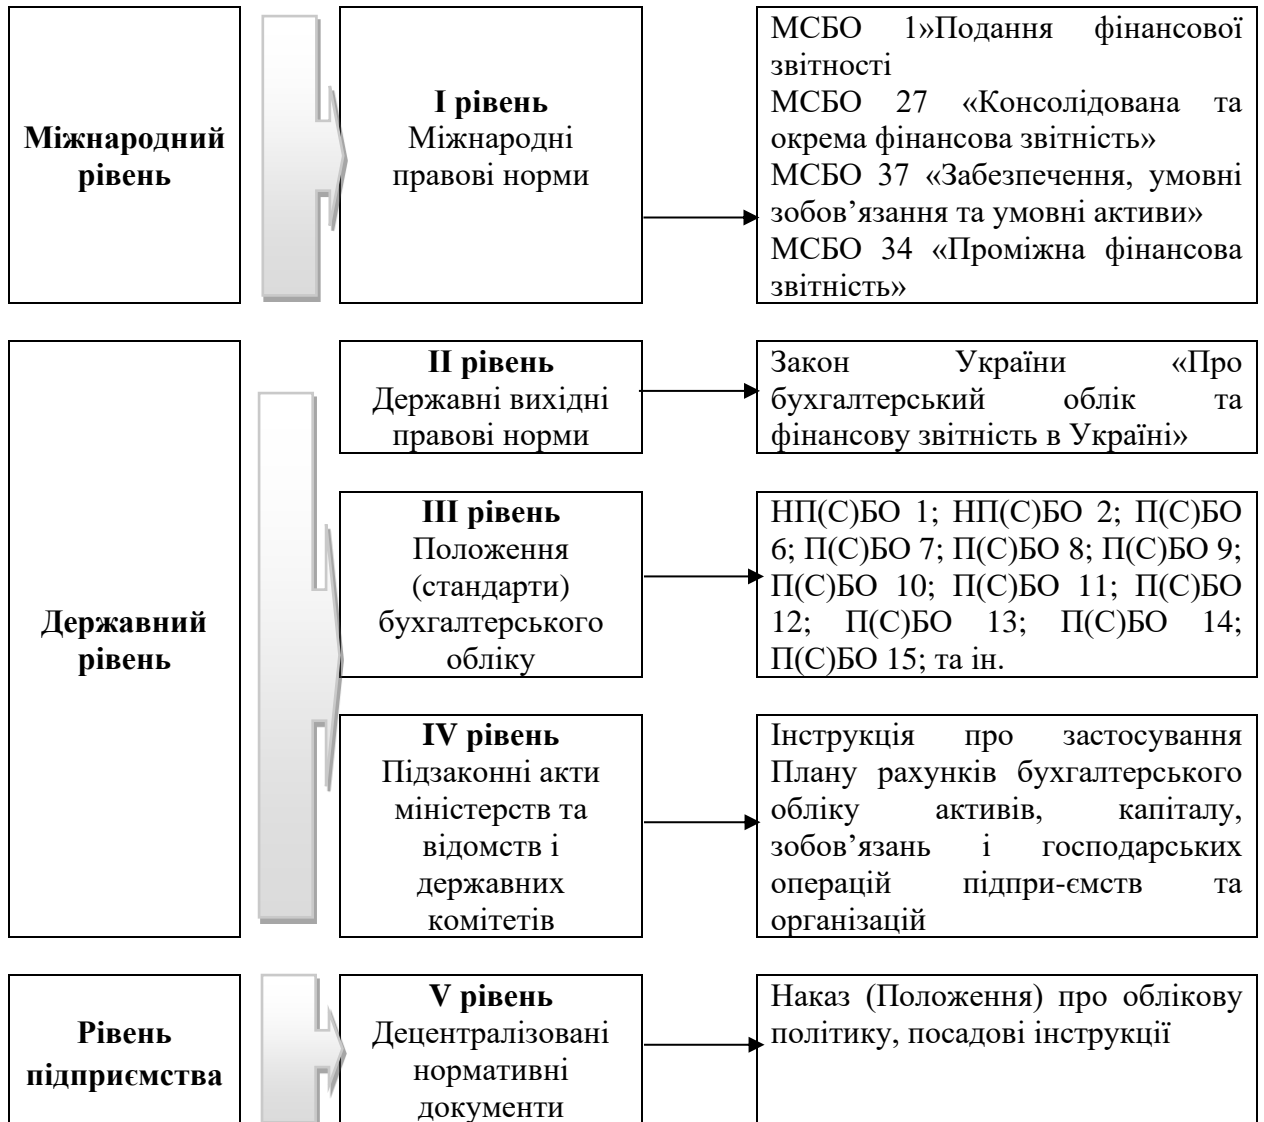 Міжнародний
рівень
І рівень
Міжнародні
правові норми
МСБО 1»Подання фінансової
звітності
МСБО 27 «Консолідована та
окрема фінансова звітність»
МСБО 37 «Забезпечення, умовні
зобов’язання та умовні активи»
МСБО 34 «Проміжна фінансова
звітність»
Державний
рівень
ІІ рівень
Державні вихідні
правові норми
Закон України «Про
бухгалтерський облік та
фінансову звітність в Україні»
ІІІ рівень
Положення
(стандарти)
бухгалтерського
обліку
НП(С)БО 1; НП(С)БО 2; П(С)БО
6; П(С)БО 7; П(С)БО 8; П(С)БО 9;
П(С)БО 10; П(С)БО 11; П(С)БО
12; П(С)БО 13; П(С)БО 14;
П(С)БО 15; та ін.
IV рівень
Підзаконні акти
міністерств та
відомств і
державних
комітетів
Інструкція про застосування
Плану рахунків бухгалтерського
обліку активів, капіталу,
зобов’язань і господарських
операцій підпри-ємств та
організацій
Рівень
підприємства
V рівень
Децентралізовані
нормативні
документи
Наказ (Положення) про облікову
політику, посадові інструкції